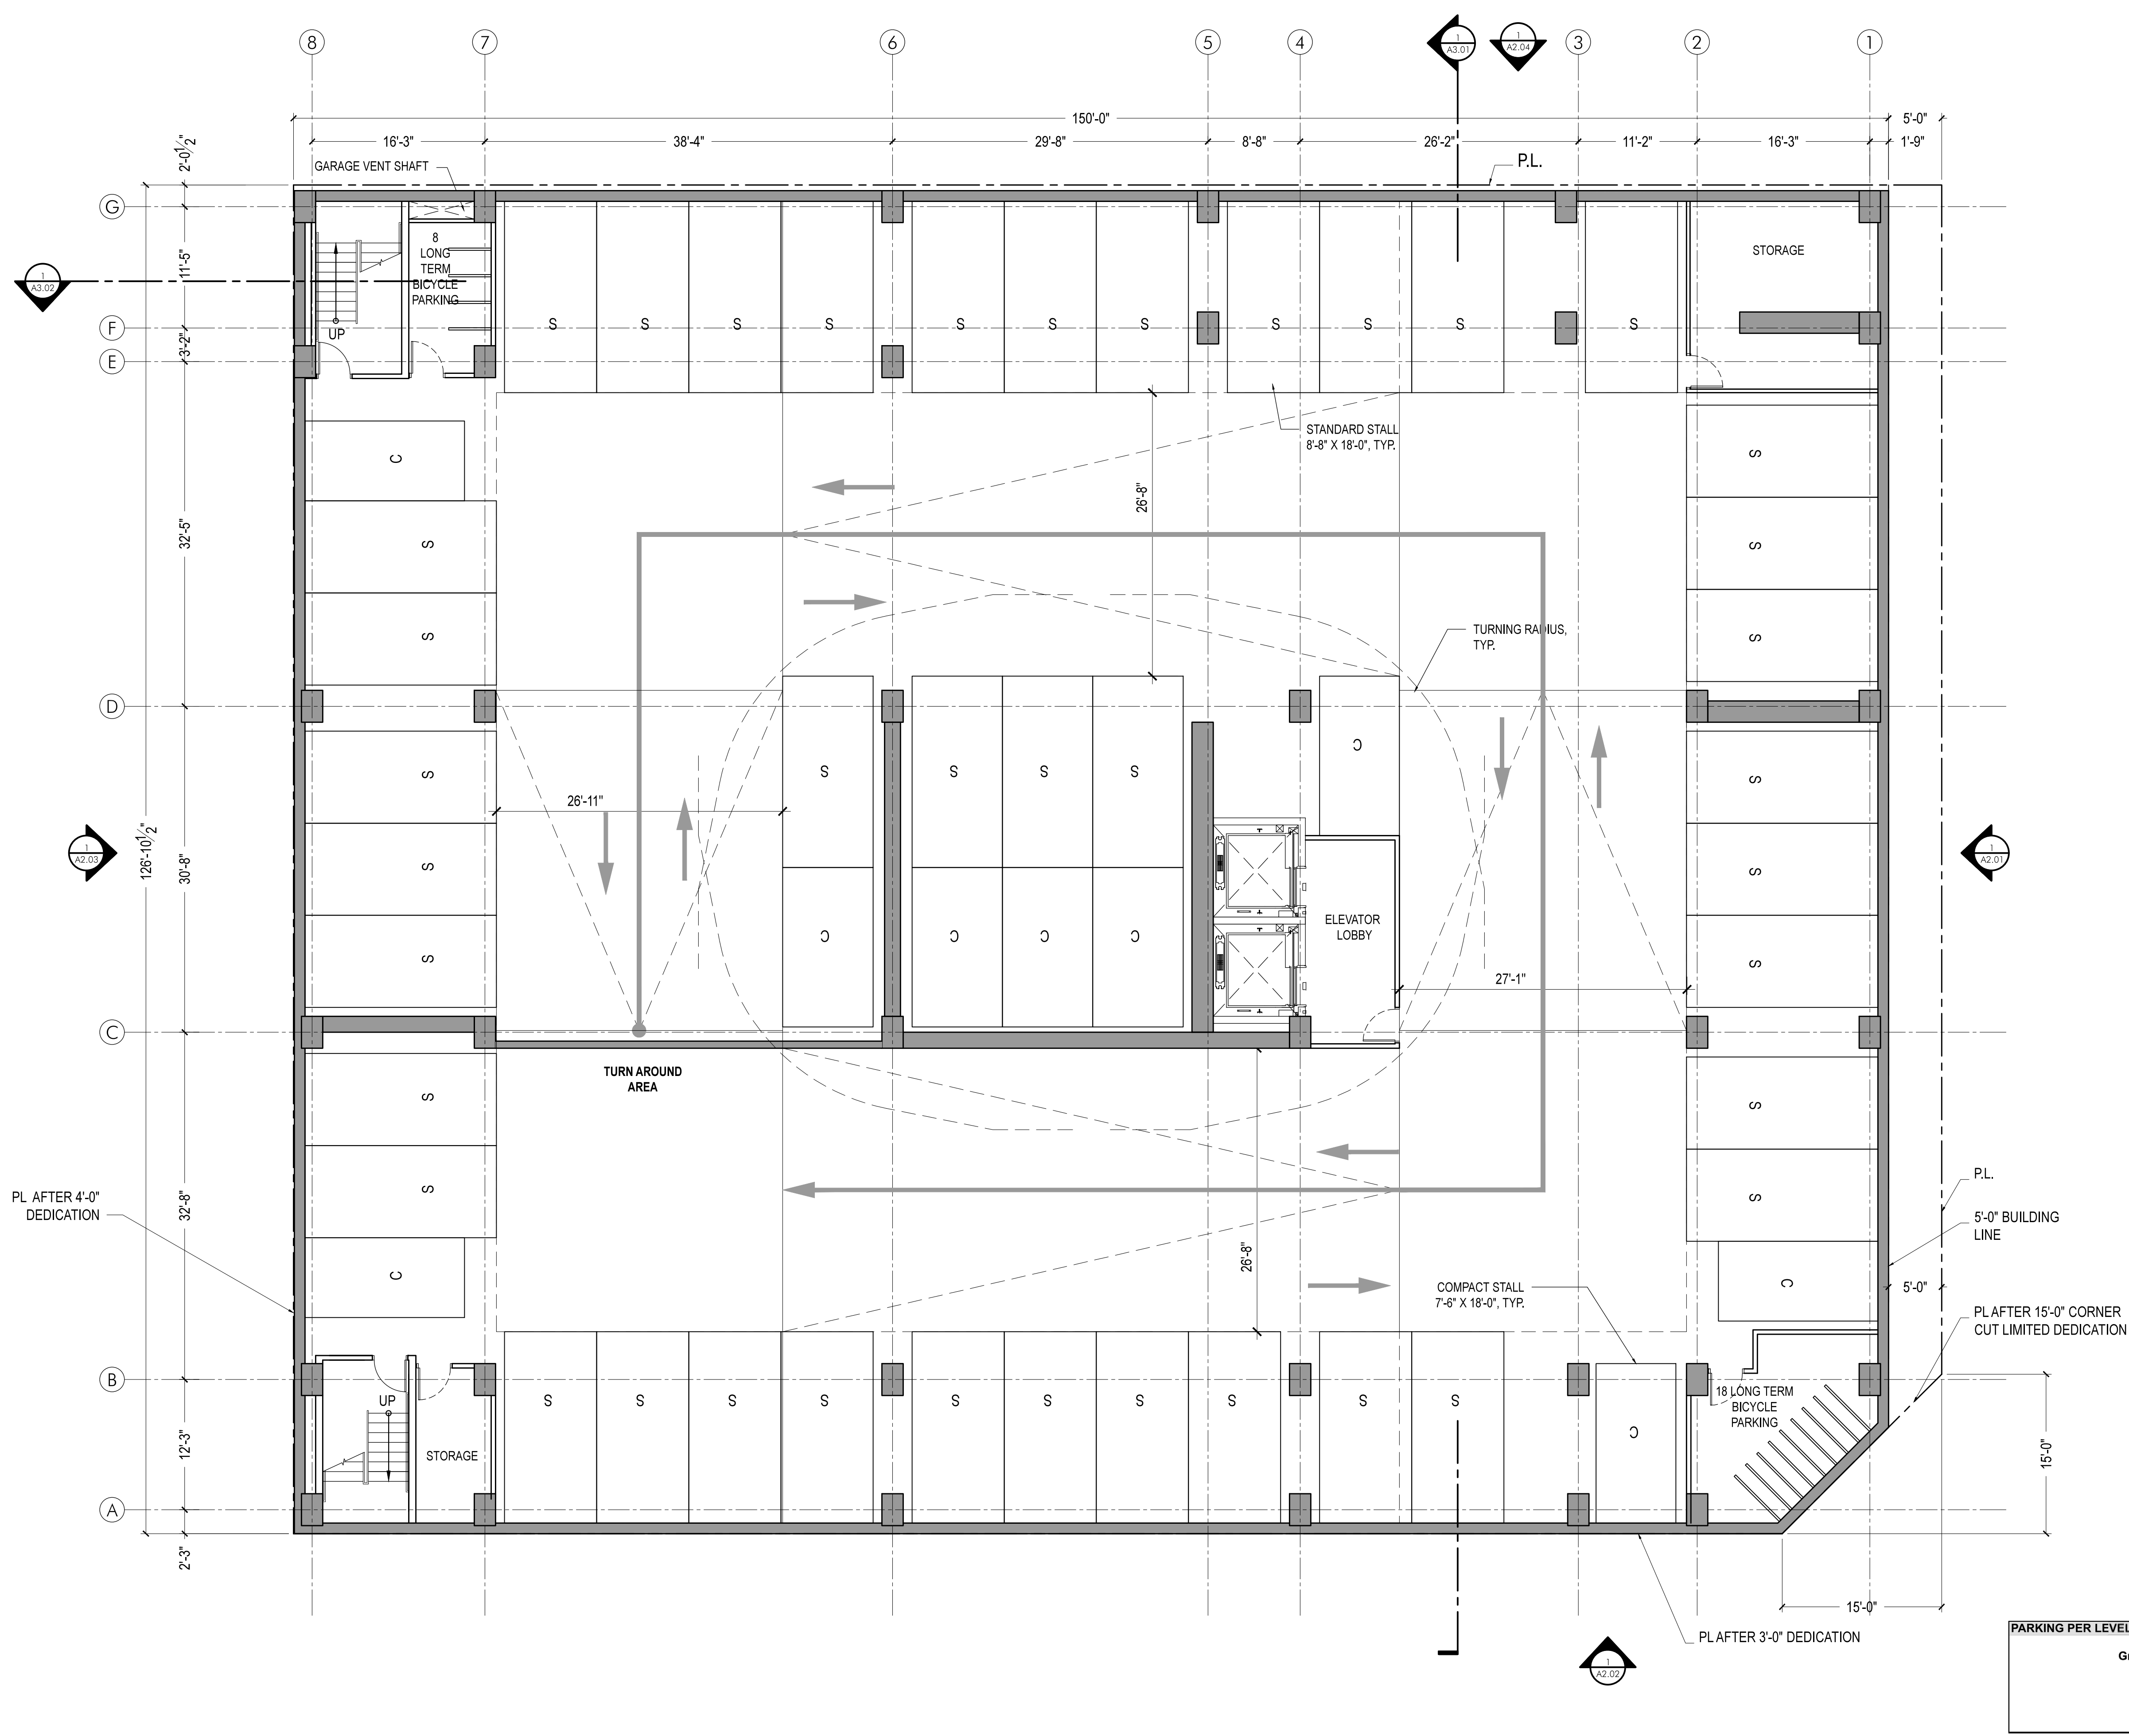 8 7 6 5 4 3 2 1
1
A3.01
1
A2.04
150'-0" 5'-0"
16'-3" 38'-4" 29'-8" 8'-8" 26'-2" 11'-2" 16'-3" 1'-9"
2'-0 1/2"
GARAGE VENT SHAFT
P.L.
G
11'-5"
8
LONG
TERM
BICYCLE
PARKING
STORAGE
1
A3.02
F
UP
S S S S S S S S S S S
3'-2"
E
STANDARD STALL
8'-8" X 18'-0", TYP.
C
S
26'-8"
32'-5"
S
S
S
S
TURNING RADIUS,
TYP.
D
C
S
S S S S
S
26'-11"
1
A2.03
126'-10 1/2"
30'-8"
S
S
1
A2.01
ELEVATOR
LOBBY
C C C C
S
S
27'-1"
C
TURN AROUND
AREA
S
S
P.L.
PL AFTER 4'-0"
DEDICATION
32'-8"
S
S
5'-0" BUILDING
LINE
26'-8"
C
C
5'-0"
COMPACT STALL
7'-6" X 18'-0", TYP.
PL AFTER 15'-0" CORNER
CUT LIMITED DEDICATION
B
UP
S S S S S S S S S S
18 LONG TERM
BICYCLE
PARKING
C
12'-3"
STORAGE
15'-0"
A
2'-3"
15'-0"
PL AFTER 3'-0" DEDICATION
PARKING PER LEVEL
1
A2.02